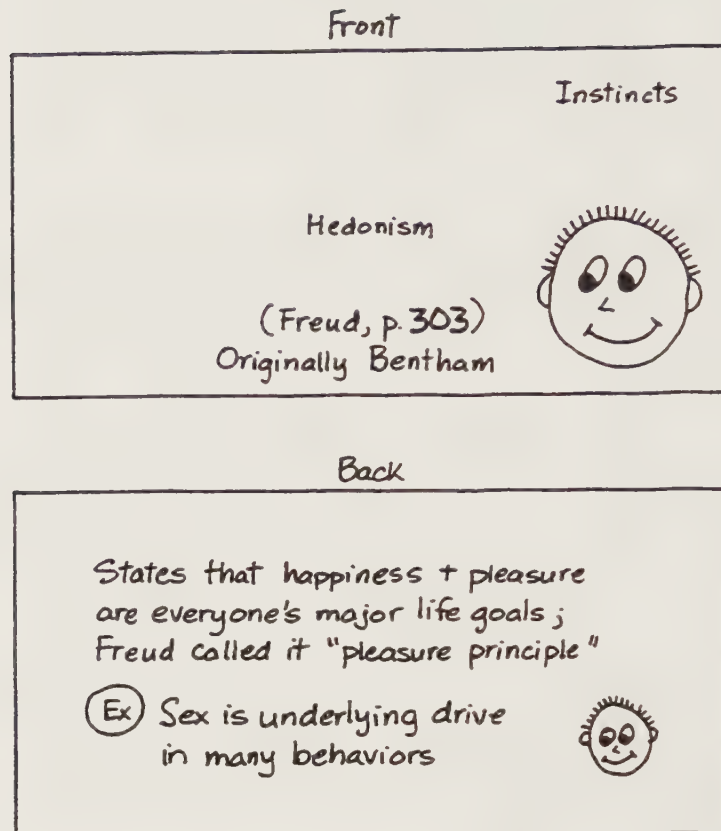 Front
Instincts
Hedonism
(Freud, p. 303)
Originally Bentham
Back
States that happiness + pleasure
are everyone's major life goals;
Freud called it "pleasure principle"
Ex Sex is underlying drive
in many behaviors